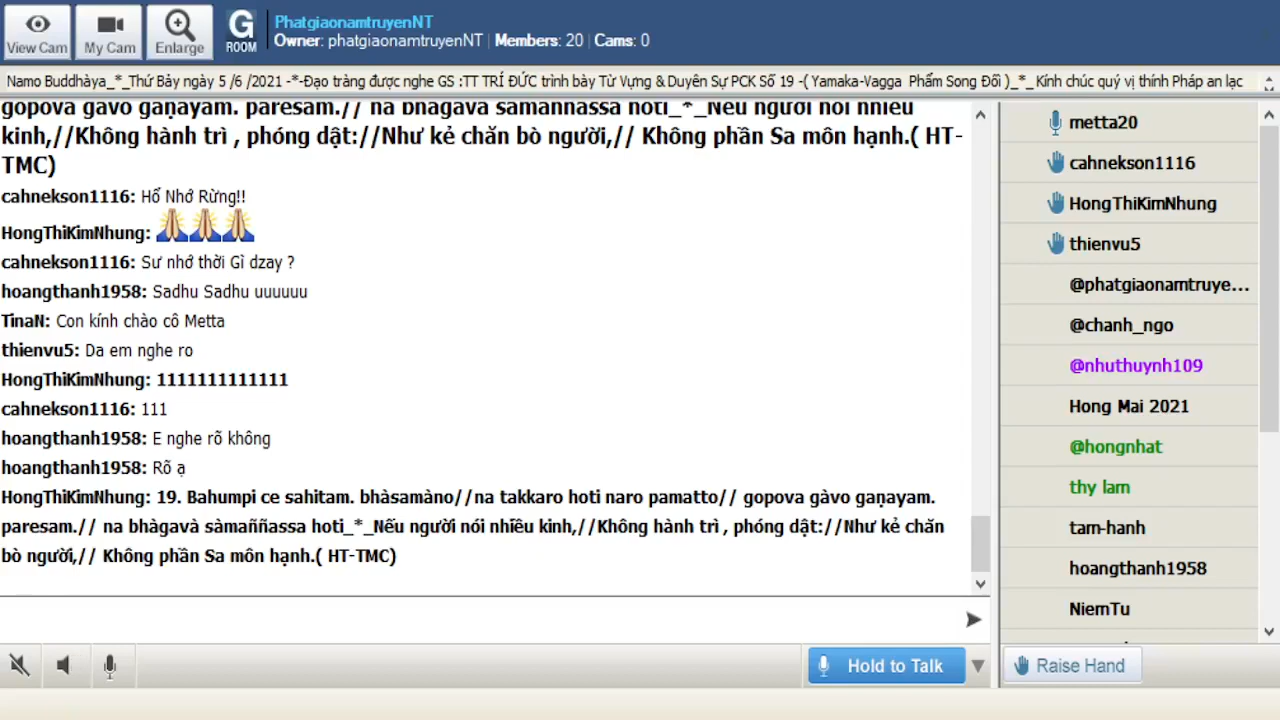 View Cam
My Cam
Enlarge
G
ROOM
PhatgiaonamtruyenNT
Owner: phatgiaonamtruyenNT | Members: 20 | Cams: 0
Namo Buddhàya_*_Thứ Bảy ngày 5 /6 /2021 -*-Đạo tràng được nghe GS :TT TRÍ ĐỨC trình bày Từ Vựng & Duyên Sự PCK Số 19 -( Yamaka-Vagga Phẩm Song Đối )_*_ Kính chúc quý vị thính Pháp an lạc
gopova gàvo gaṇayam. paresam.// na bhàgavà sàmaññassa hoti_*_Nếu người nói nhiều
kinh,//Không hành trì , phóng dật://Như kẻ chăn bò người,// Không phần Sa môn hạnh.( HT-
TMC)
cahnekson1116: Hổ Nhớ Rừng!!
HongThiKimNhung: 🙏🙏🙏
cahnekson1116: Sư nhớ thời Gì dzay ?
hoangthanh1958: Sadhu Sadhu uuuuuu
TinaN: Con kính chào cô Metta
thienvu5: Da em nghe ro
HongThiKimNhung: 1111111111111
cahnekson1116: 111
hoangthanh1958: E nghe rõ không
hoangthanh1958: Rõ ạ
HongThiKimNhung: 19. Bahumpi ce sahitam. bhàsamàno//na takkaro hoti naro pamatto// gopova gàvo gaṇayam.
paresam.// na bhàgavà sàmaññassa hoti_*_Nếu người nói nhiều kinh,//Không hành trì , phóng dật://Như kẻ chăn
bò người,// Không phần Sa môn hạnh.( HT-TMC)
Hold to Talk
metta20
cahnekson1116
HongThiKimNhung
thienvu5
@phatgiaonamtruye...
@chanh_ngo
@nhuthuynh109
Hong Mai 2021
@hongnhat
thy lam
tam-hanh
hoangthanh1958
NiemTu
Raise Hand